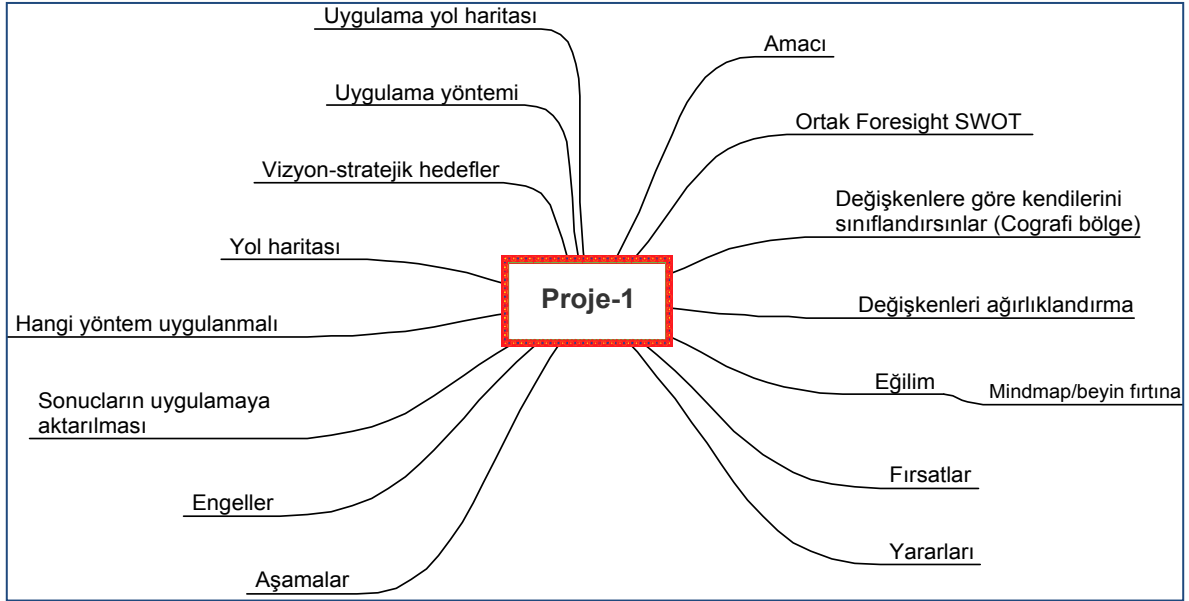 Uygulama yol haritası
Amacı
Uygulama yöntemi
Ortak Foresight SWOT
Vizyon-stratejik hedefler
Değişkenlere göre kendilerini
sınıflandırsınlar (Cografi bölge)
Yol haritası
Proje-1
Değişkenleri ağırlıklandırma
Hangi yöntem uygulanmalı
Eğilim
Mindmap/beyin fırtına
Sonucların uygulamaya
aktarılması
Fırsatlar
Engeller
Yararları
Aşamalar